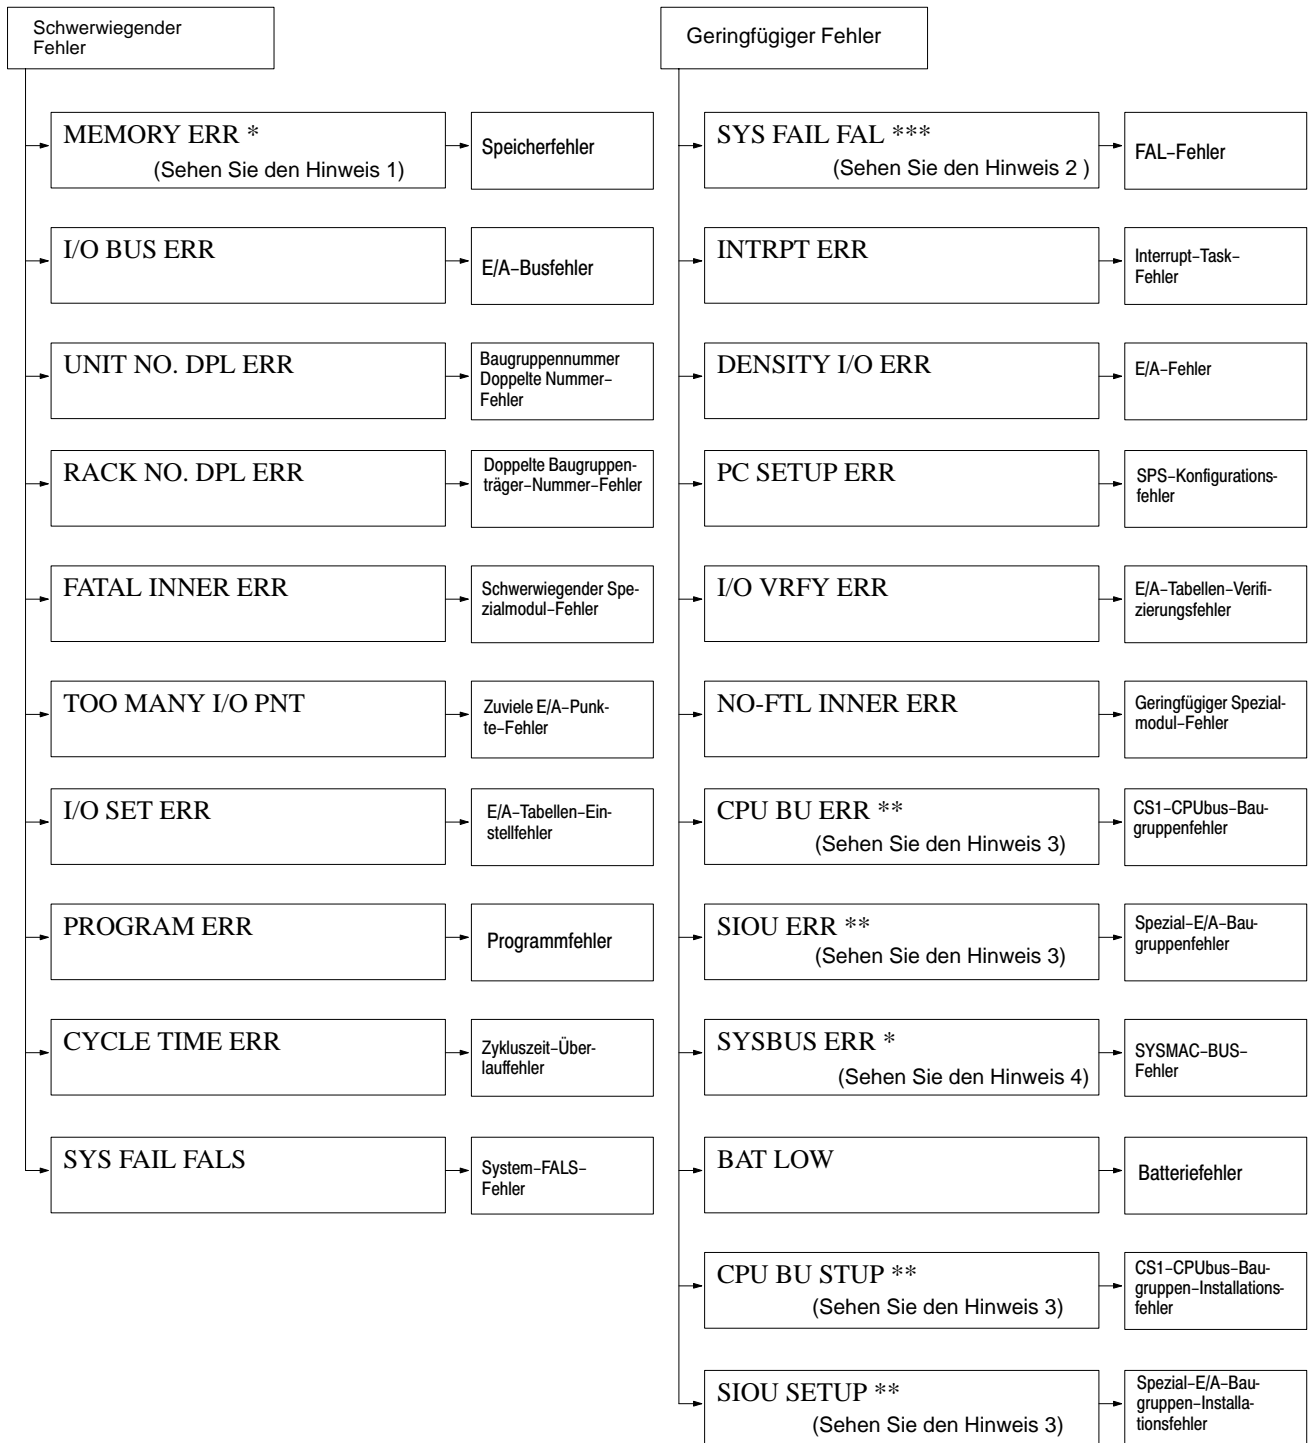 Schwerwiegender
Fehler
MEMORY ERR *
(Sehen Sie den Hinweis 1)
Speicherfehler
I/O BUS ERR
E/A–Busfehler
UNIT NO. DPL ERR
Baugruppennummer
Doppelte Nummer–
Fehler
RACK NO. DPL ERR
Doppelte Baugruppen-
träger–Nummer–Fehler
FATAL INNER ERR
Schwerwiegender Spe-
zialmodul–Fehler
TOO MANY I/O PNT
Zuviele E/A–Punk-
te–Fehler
I/O SET ERR
E/A–Tabellen–Ein-
stellfehler
PROGRAM ERR
Programmfehler
CYCLE TIME ERR
Zykluszeit–Über-
lauffehler
SYS FAIL FALS
System–FALS–
Fehler
Geringfügiger Fehler
SYS FAIL FAL ***
(Sehen Sie den Hinweis 2 )
FAL–Fehler
INTRPT ERR
Interrupt–Task–
Fehler
DENSITY I/O ERR
E/A–Fehler
PC SETUP ERR
SPS–Konfigurations-
fehler
I/O VRFY ERR
E/A–Tabellen–Verifi-
zierungsfehler
NO-FTL INNER ERR
Geringfügiger Spezial-
modul–Fehler
CPU BU ERR **
(Sehen Sie den Hinweis 3)
CS1–CPUbus–Bau-
gruppenfehler
SIOU ERR **
(Sehen Sie den Hinweis 3)
Spezial–E/A–Bau-
gruppenfehler
SYSBUS ERR *
(Sehen Sie den Hinweis 4)
SYSMAC–BUS–
Fehler
BAT LOW
Batteriefehler
CPU BU STUP **
(Sehen Sie den Hinweis 3)
CS1–CPUbus–Bau-
gruppen–Installations-
fehler
SIOU SETUP **
(Sehen Sie den Hinweis 3)
Spezial–E/A–Bau-
gruppen–Installa-
tionsfehler